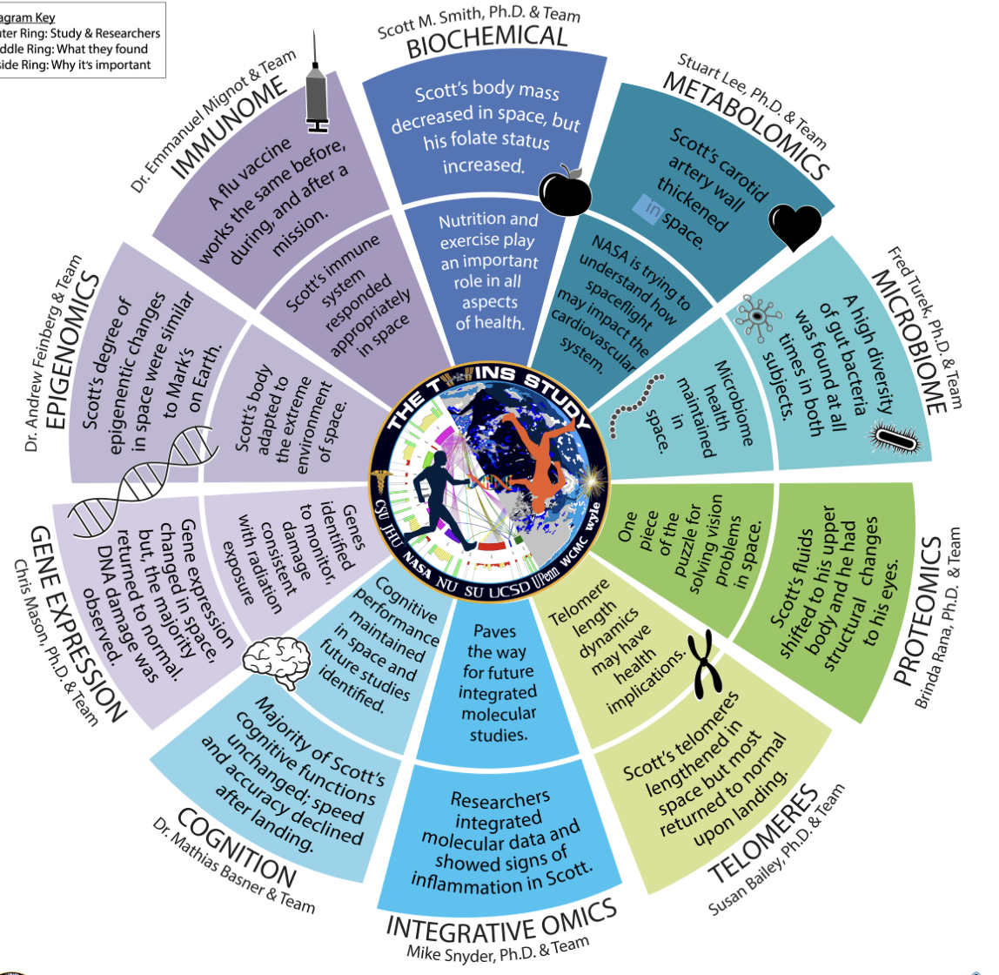 agram Key
uter Ring: Study & Researchers
ddle Ring: What they found
side Ring: Why it's important
Scott M. Smith, Ph.D. & Team
BIOCHEMICAL
Scott's body mass
decreased in space, but
his folate status
increased.
Nutrition and
exercise play
an important
role in all
aspects
of health.
Stuart Lee, Ph.D. & Team
METABOLOMICS
Scott's carotid
artery wall
thickened
in space.
NASA is trying to
understand how
spaceflight
may impact the
cardiovascular
system.
Fred Turek, Ph.D. & Team
MICROBIOME
A high diversity
of gut bacteria
was found at all
times in both
subjects.
Microbiome
health
maintained
in
space.
PROTEOMICS
Brinda Rana, Ph.D. & Team
Scott's fluids
shifted to his upper
body and he had
structural changes
to his eyes.
One
piece
of the
puzzle for
solving vision
problems
in space.
TELOMERES
Susan Bailey, Ph.D. & Team
Scott's telomeres
lengthened in
space but most
returned to normal
upon landing.
Telomere
length
dynamics
may have
health
implications.
INTEGRATIVE OMICS
Mike Snyder, Ph.D. & Team
Researchers
integrated
molecular data and
showed signs of
inflammation in Scott.
Paves
the way
for future
integrated
molecular
studies.
COGNITION
Dr. Mathias Basner & Team
Majority of Scott's
cognitive functions
unchanged; speed
and accuracy declined
after landing.
Cognitive
performance
maintained
in space and
future studies
identified.
GENE EXPRESSION
Chris Mason, Ph.D. & Team
Gene expression
changed in space,
but, the majority
returned to normal.
DNA damage was
observed.
Genes
identified
to monitor,
damage
consistent
with radiation
exposure
Dr. Andrew Feinberg & Team
EPIGENOMICS
Scott's degree of
epigenentic changes
in space were similar
to Mark's
on Earth.
Scott's body
adapted to
the extreme
environment
of space.
Dr. Emmanuel Mignot & Team
IMMUNOME
A flu vaccine
works the same before,
during, and after a
mission.
Scott's immune
system
responded
appropriately
in space
THE TWINS STUDY
CSU JHU NASA NU SU UCSD UPenn WCMC wyle